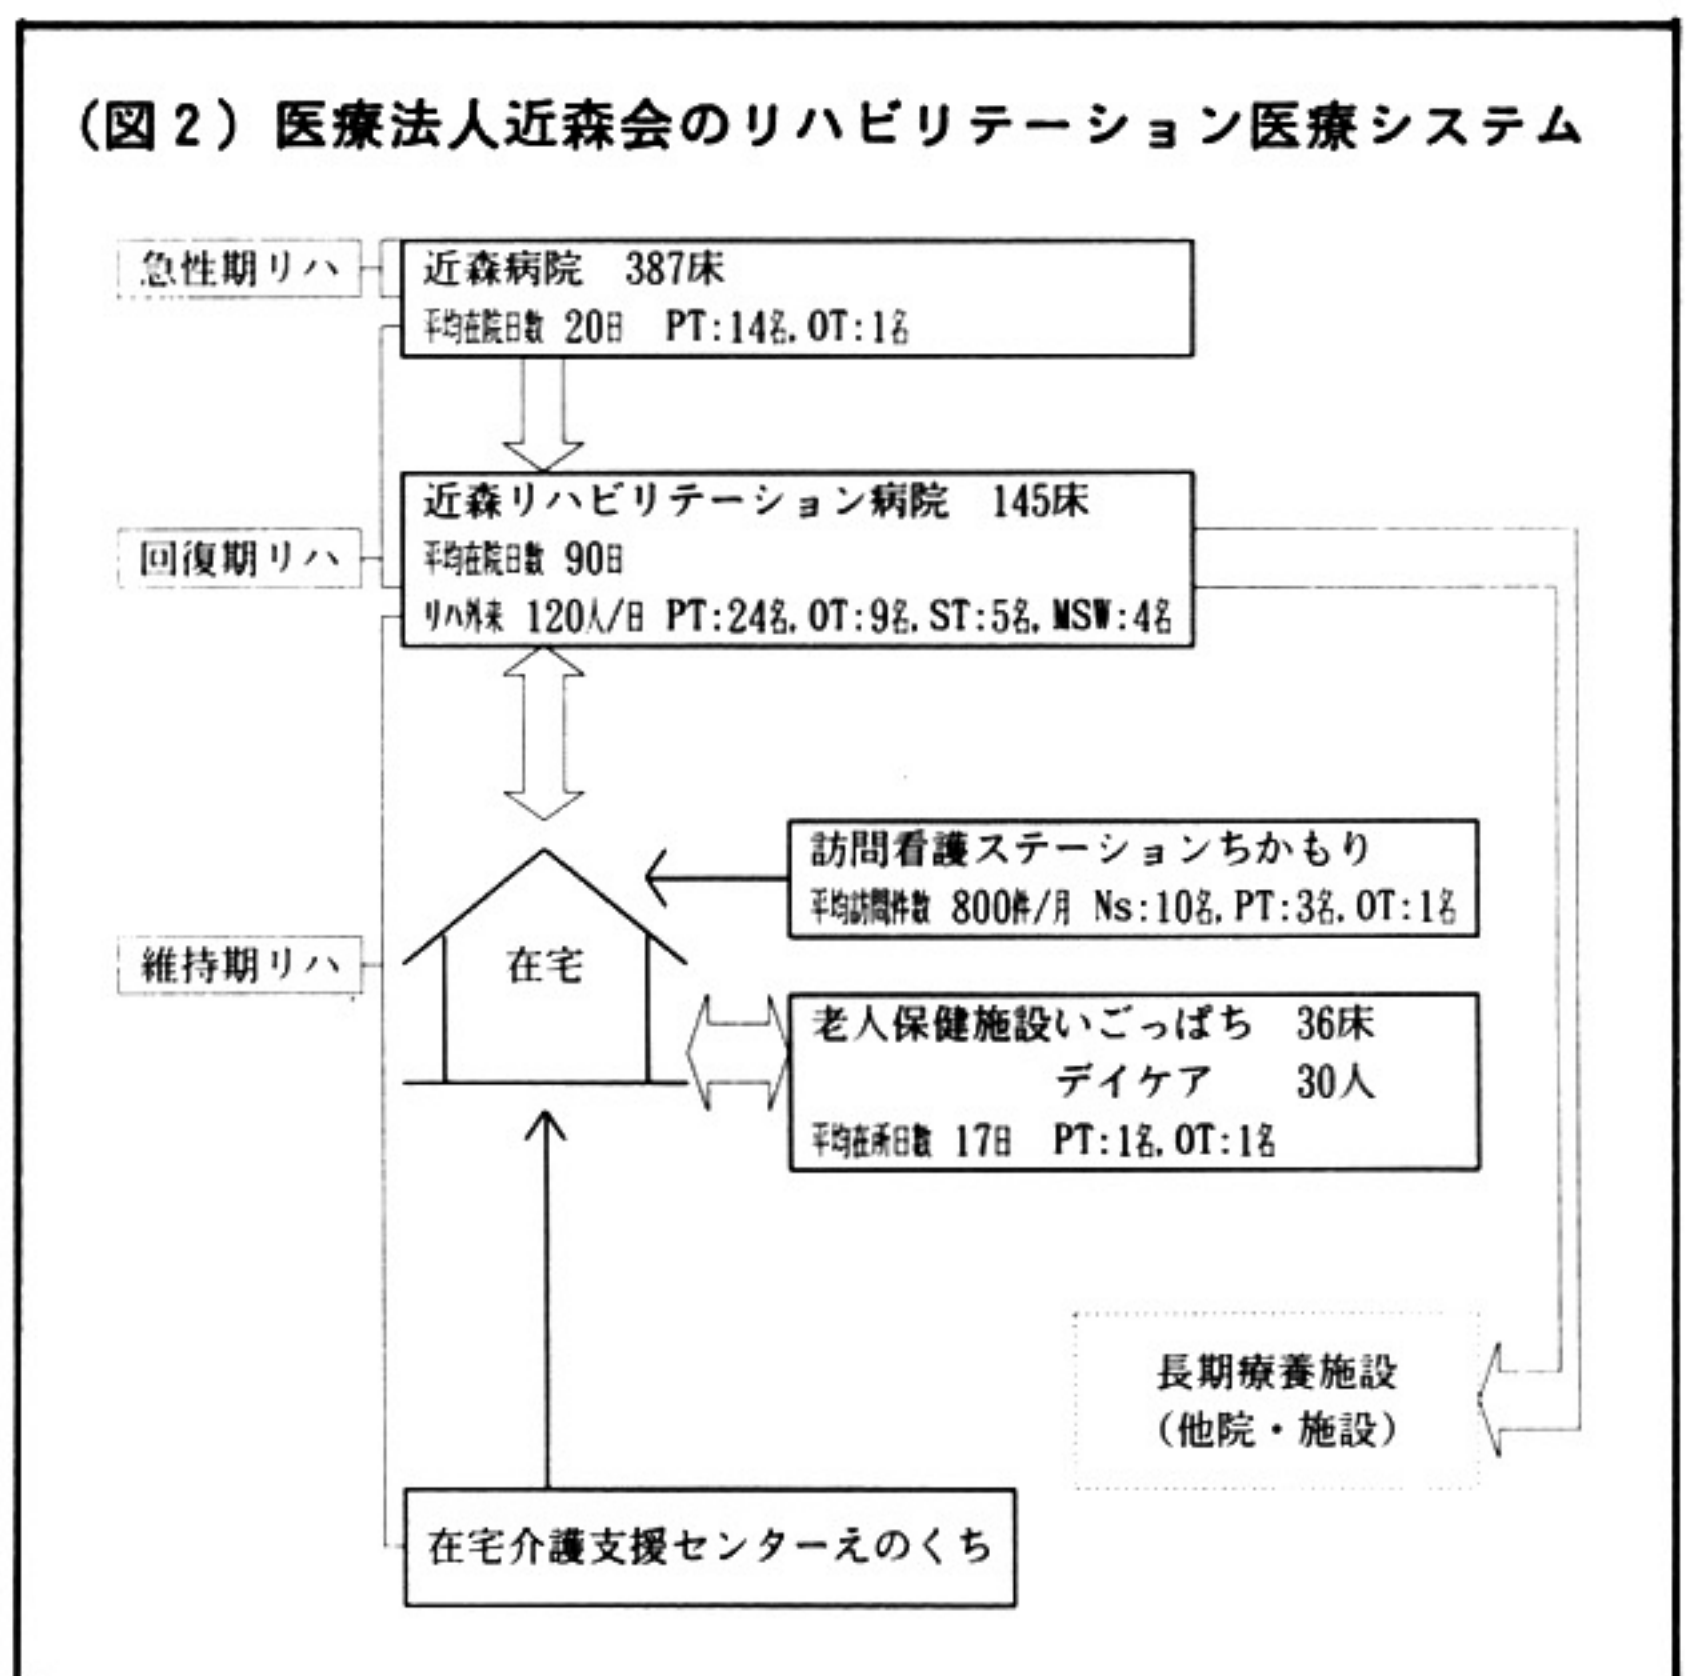 (図2) 医療法人近森会のリハビリテーション医療システム
急性期リハ
近森病院 387床
平均在院日数 20日 PT:14名, OT:1名
近森リハビリテーション病院 145床
回復期リハ
平均在院日数 90日
リハ外来 120人/日 PT:24名, OT:9名, ST:5名, MSW:4名
訪問看護ステーションちかもり
平均訪問件数 800件/月 Ns:10名, PT:3名, OT:1名
維持期リハ
在宅
老人保健施設いごっぱち 36床
デイケア 30人
平均在所日数 17日 PT:1名, OT:1名
長期療養施設
(他院・施設)
在宅介護支援センターえのくち